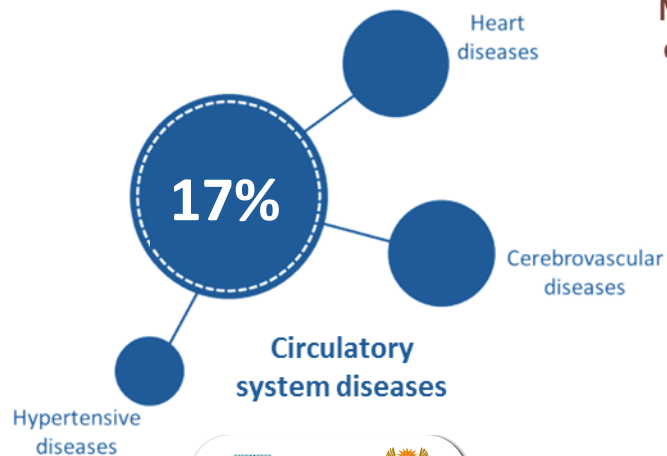 Heart
diseases
17%
Cerebrovascular
diseases
Circulatory
system diseases
Hypertensive
diseases